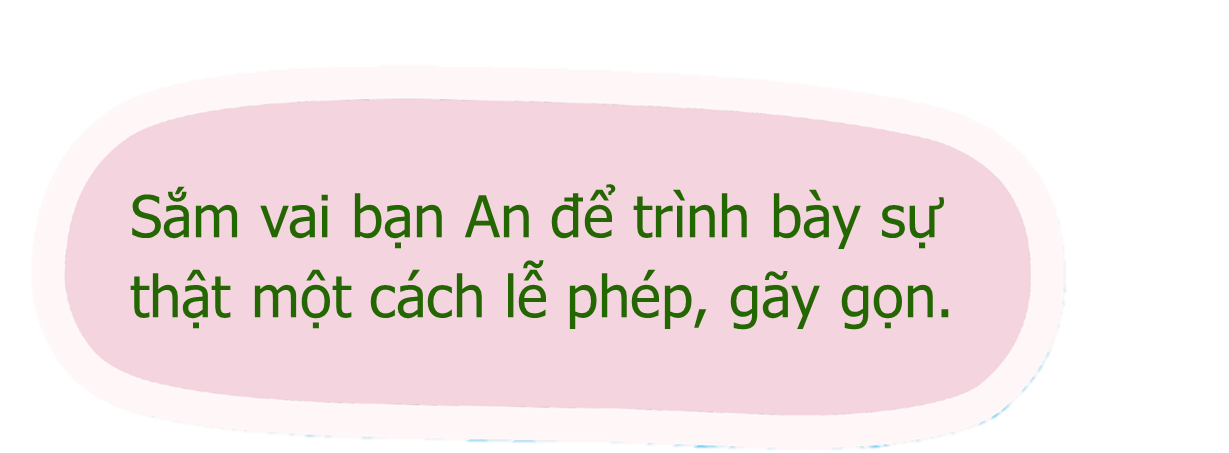 Sắm vai bạn An để trình bày sự
thật một cách lễ phép, gãy gọn.